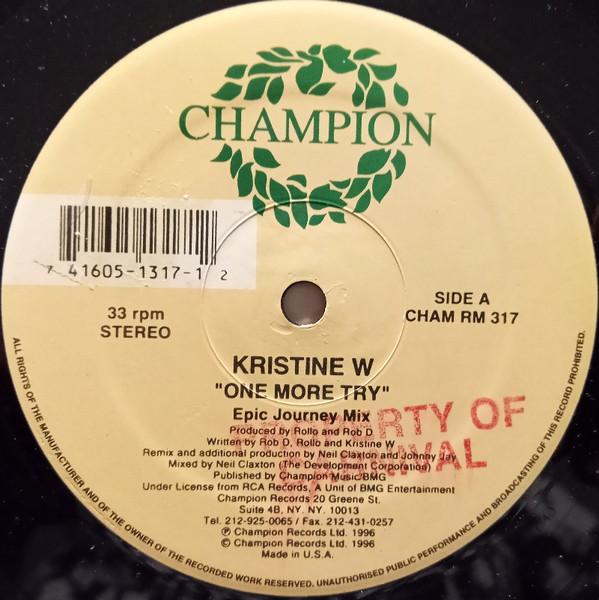 CHAMPION
7 41605-1317-1 2
33 rpm
STEREO
SIDE A
CHAM RM 317
KRISTINE W
"ONE MORE TRY"
Epic Journey Mix
Produced by Rollo and Rob D
Written by Rob D, Rollo and Kristine W
Remix and additional production by Neil Claxton and Johnny Jay
Mixed by Neil Claxton (The Development Corporation)
Published by Champion Music/BMG
Under License from RCA Records, A Unit of BMG Entertainment
Champion Records 20 Greene St.
Suite 4B, NY, NY. 10013
Tel. 212-925-0065 / Fax. 212-431-0257
℗ Champion Records Ltd. 1996
© Champion Records Ltd. 1996
Made in U.S.A.
OF
ALL RIGHTS OF THE MANUFACTURER AND OF THE OWNER OF THE RECORDED WORK RESERVED. UNAUTHORISED PUBLIC PERFORMANCE AND BROADCASTING OF THIS RECORD PROHIBITED.